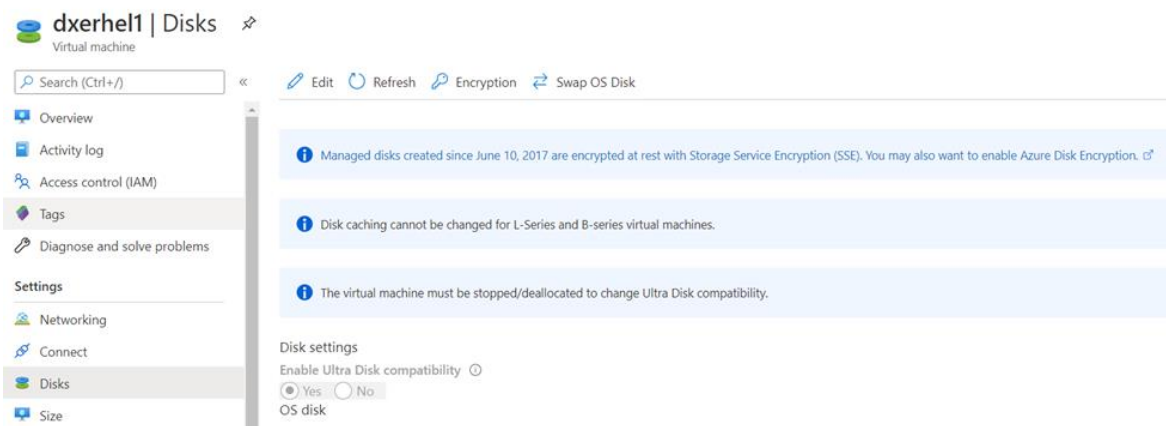 dxerhel1 | Disks
Virtual machine
Search (Ctrl+/)
«
Overview
Activity log
Access control (IAM)
Tags
Diagnose and solve problems
Settings
Networking
Connect
Disks
Size
Edit Refresh Encryption Swap OS Disk
Managed disks created since June 10, 2017 are encrypted at rest with Storage Service Encryption (SSE). You may also want to enable Azure Disk Encryption.
Disk caching cannot be changed for L-Series and B-series virtual machines.
The virtual machine must be stopped/deallocated to change Ultra Disk compatibility.
Disk settings
Enable Ultra Disk compatibility
Yes No
OS disk